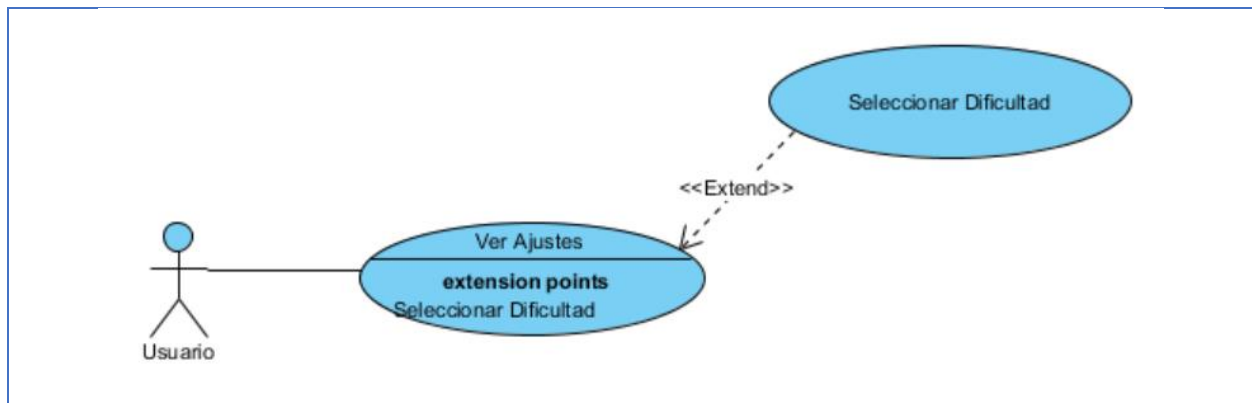 Seleccionar Dificultad
<<Extend>>
Ver Ajustes
extension points
Seleccionar Dificultad
Usuario